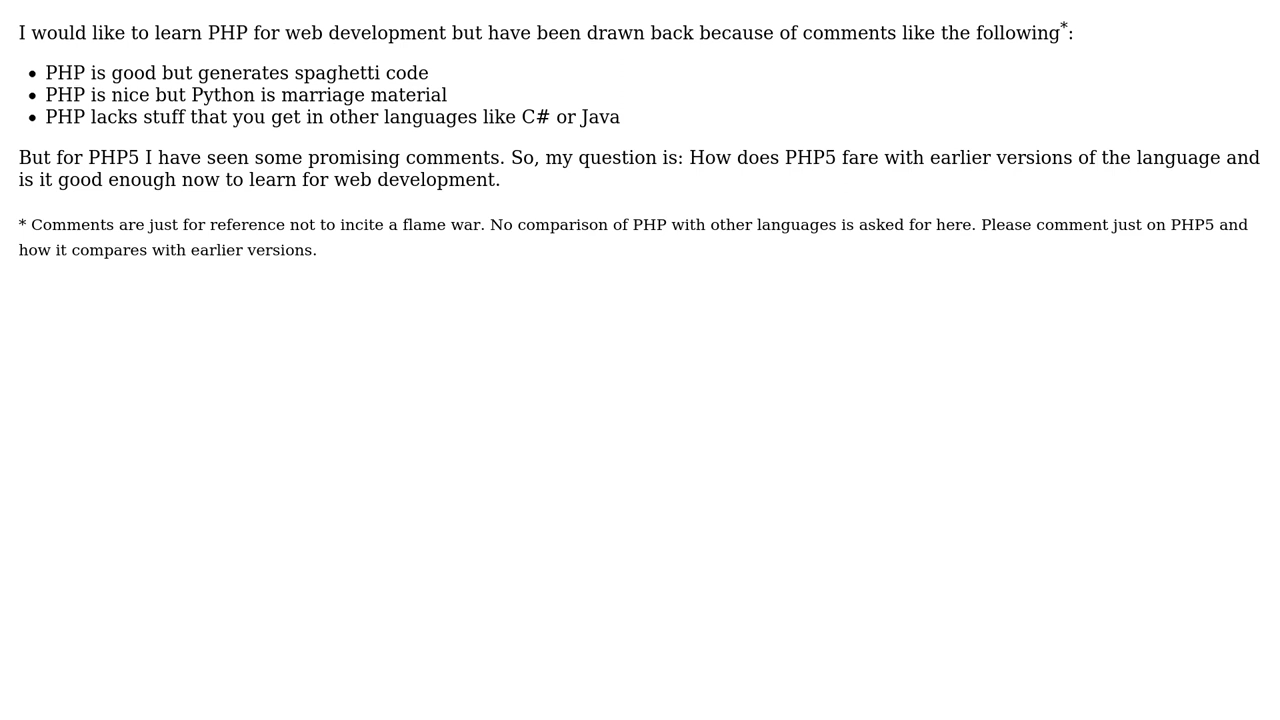 I would like to learn PHP for web development but have been drawn back because of comments like the following*:
• PHP is good but generates spaghetti code
• PHP is nice but Python is marriage material
• PHP lacks stuff that you get in other languages like C# or Java
But for PHP5 I have seen some promising comments. So, my question is: How does PHP5 fare with earlier versions of the language and
is it good enough now to learn for web development.
* Comments are just for reference not to incite a flame war. No comparison of PHP with other languages is asked for here. Please comment just on PHP5 and
how it compares with earlier versions.